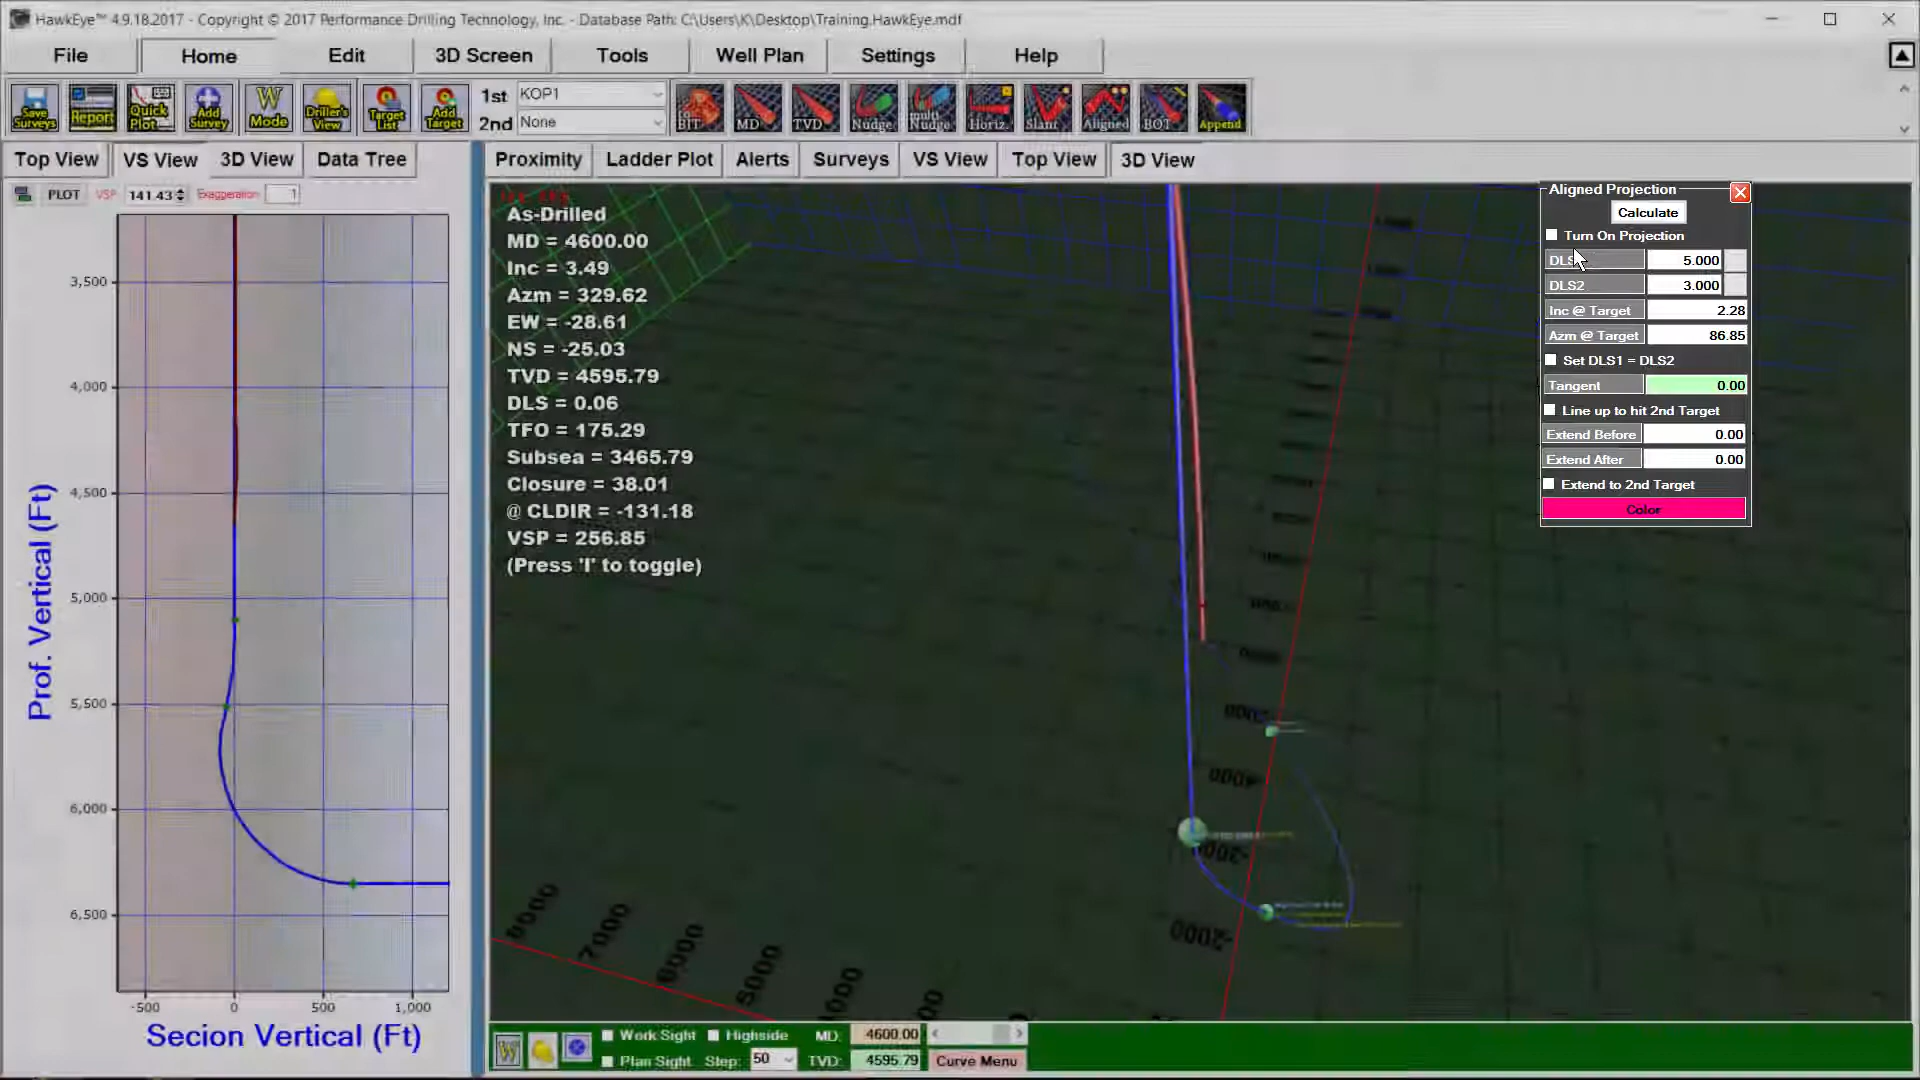 HawkEye™ 4.9.18.2017 - Copyright © 2017 Performance Drilling Technology, Inc. - Database Path: C:\Users\K\Desktop\Training.HawkEye.mdf
File Home Edit 3D Screen Tools Well Plan Settings Help
Save Surveys
Report
Quick Plot
Add Survey
W Mode
Driller's View
Target List
Add Target
1st KOP1
2nd None
to BIT
MD
TVD
Nudge
multi Nudge
Horiz.
Slant
Aligned
BOT
Append
Top View VS View 3D View Data Tree
Proximity Ladder Plot Alerts Surveys VS View Top View 3D View
PLOT VSP 141.43 Exaggeration 1
Prof. Vertical (Ft)
3,500
4,000
4,500
5,000
5,500
6,000
6,500
-500 0 500 1,000
Secion Vertical (Ft)
As-Drilled
MD = 4600.00
Inc = 3.49
Azm = 329.62
EW = -28.61
NS = -25.03
TVD = 4595.79
DLS = 0.06
TFO = 175.29
Subsea = 3465.79
Closure = 38.01
@ CLDIR = -131.18
VSP = 256.85
(Press 'I' to toggle)
Aligned Projection
Calculate
Turn On Projection
5.000
DLS2 3.000
Inc @ Target 2.28
Azm @ Target 86.85
Set DLS1 = DLS2
Tangent 0.00
Line up to hit 2nd Target
Extend Before 0.00
Extend After 0.00
Extend to 2nd Target
Color
-2000
8000
7000
6000
5000
W Work Sight Highside MD: 4600.00
Plan Sight Step: 50 TVD: 4595.79 Curve Menu